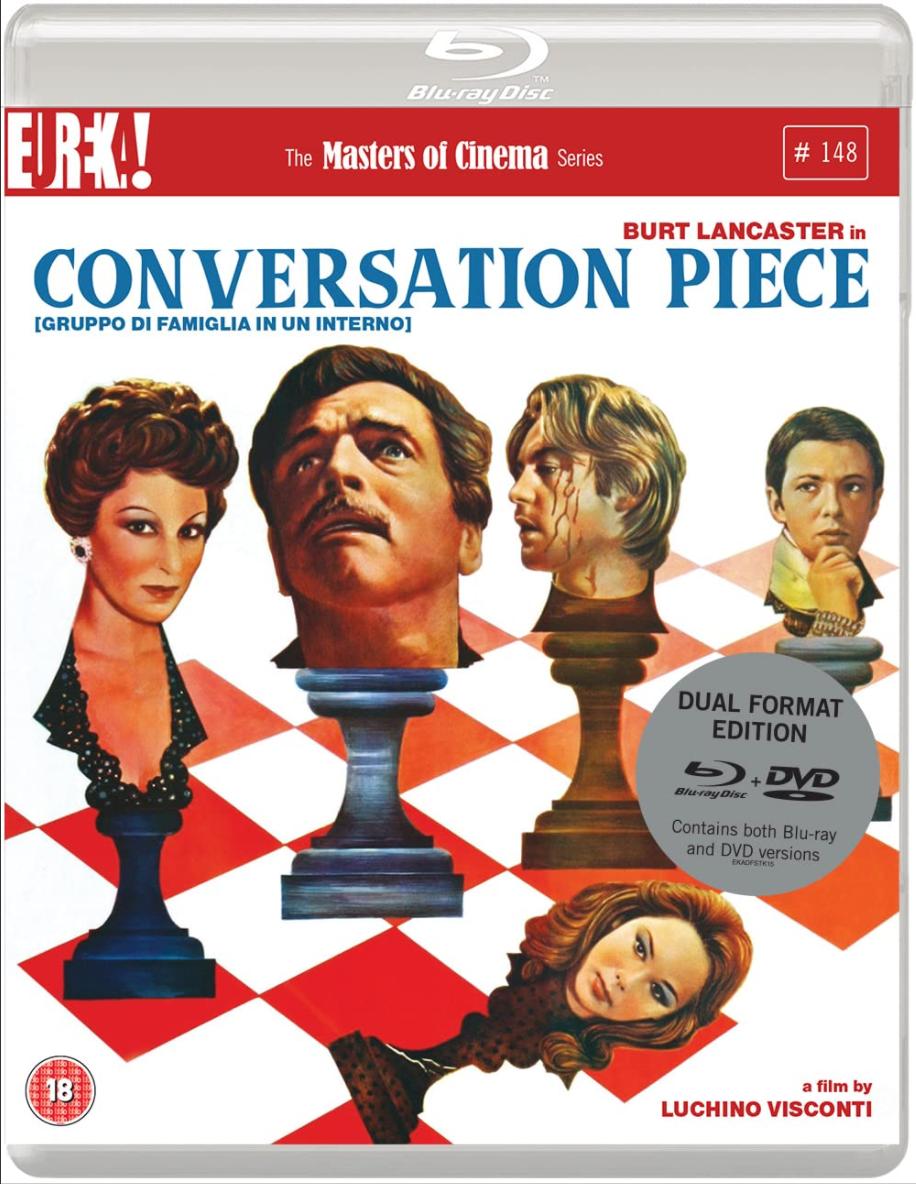 Blu-ray Disc™
EUREKA!
The Masters of Cinema Series
# 148
BURT LANCASTER in
CONVERSATION PIECE
[GRUPPO DI FAMIGLIA IN UN INTERNO]
DUAL FORMAT
EDITION
Blu-ray Disc + DVD
Contains both Blu-ray
and DVD versions
EKADFSTK15
18
a film by
LUCHINO VISCONTI